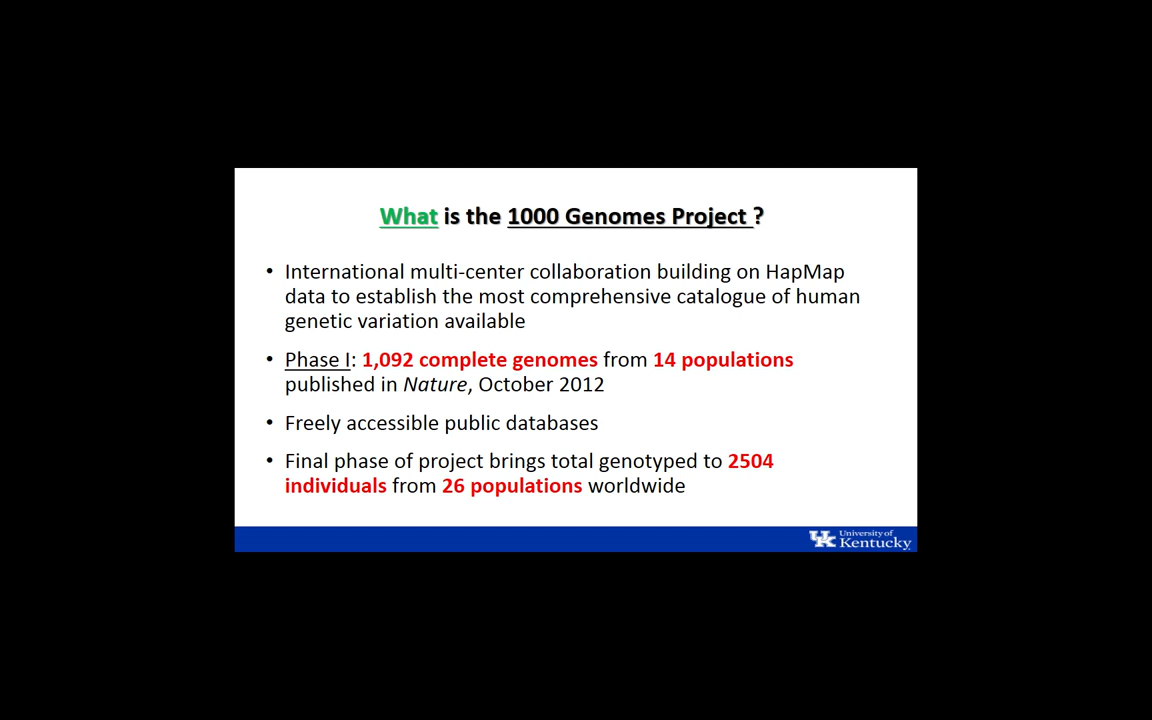 What is the 1000 Genomes Project ?
• International multi-center collaboration building on HapMap
data to establish the most comprehensive catalogue of human
genetic variation available
• Phase I: 1,092 complete genomes from 14 populations
published in Nature, October 2012
• Freely accessible public databases
• Final phase of project brings total genotyped to 2504
individuals from 26 populations worldwide
UK University of
Kentucky